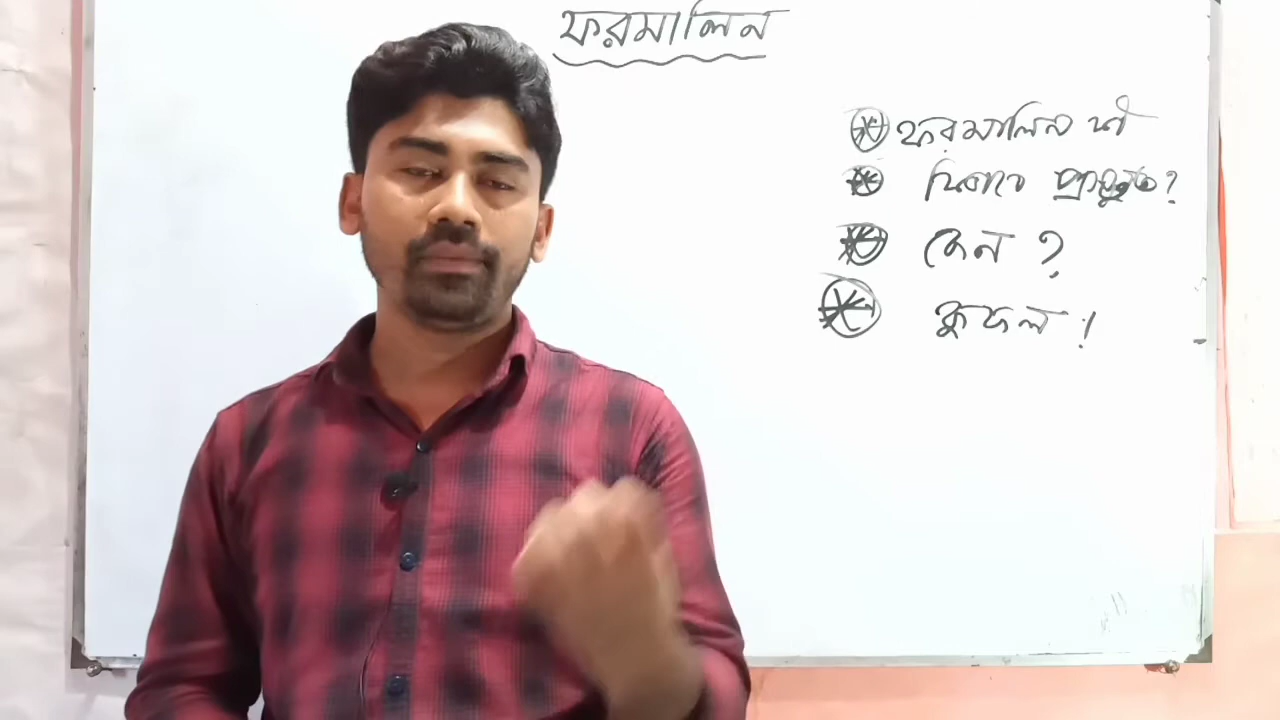 ফরমালিন
ফরমালিন কী
কিভাবে প্রস্তুত?
কেন ?
কুফল !